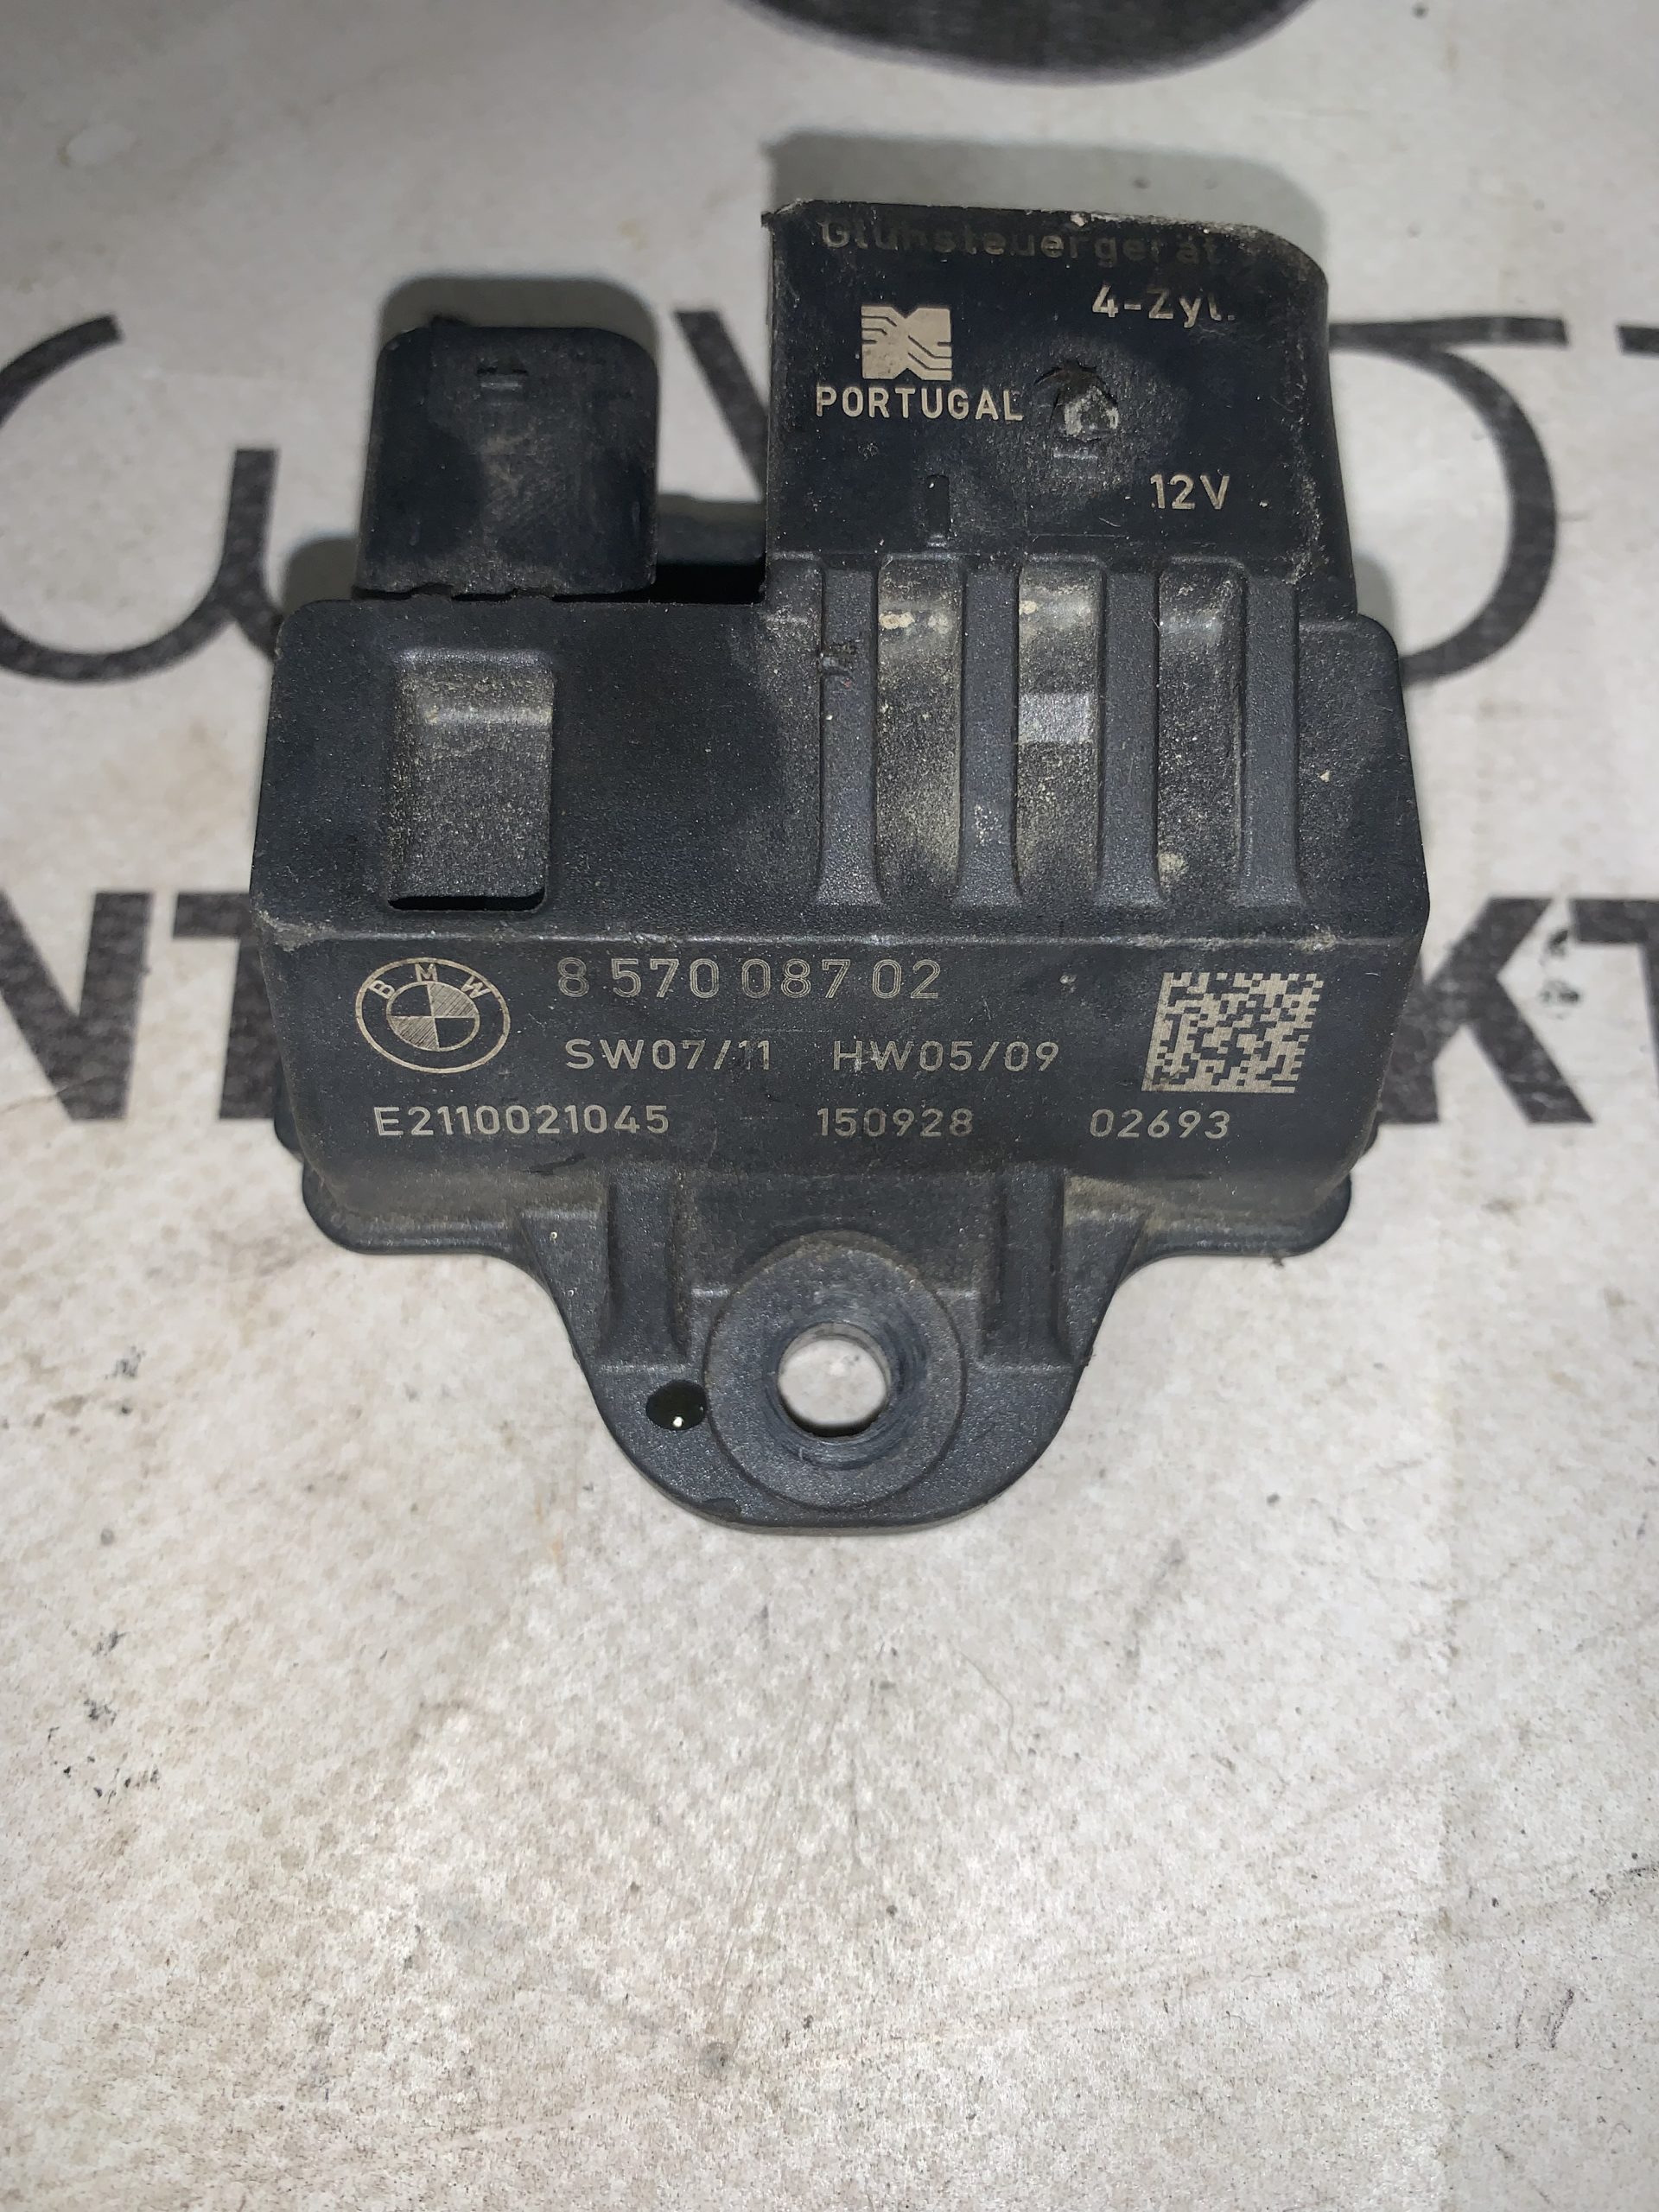 Glühsteuergerät
4-Zyl.
PORTUGAL
12V
BMW
8 570 087 02
SW07/11 HW05/09
E2110021045 150928 02693